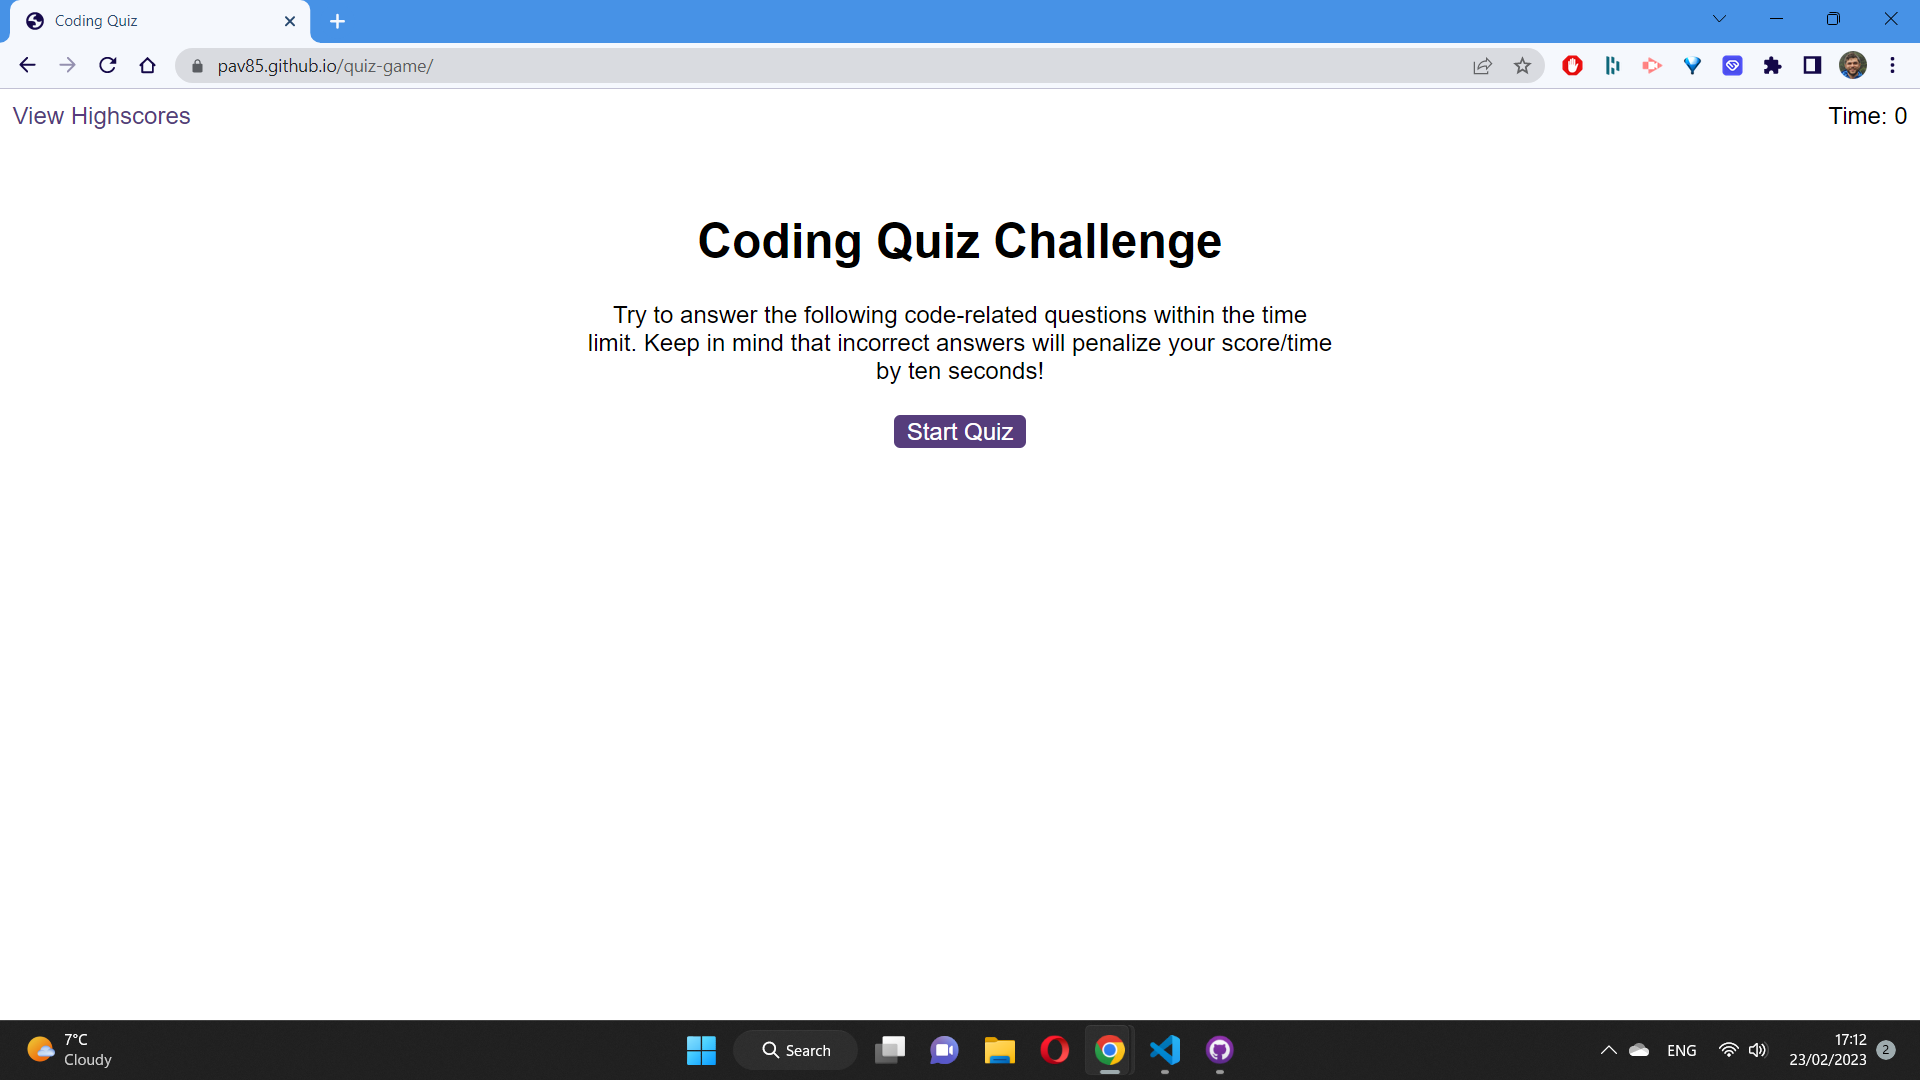 Coding Quiz
pav85.github.io/quiz-game/
View Highscores
Time: 0
Coding Quiz Challenge
Try to answer the following code-related questions within the time
limit. Keep in mind that incorrect answers will penalize your score/time
by ten seconds!
Start Quiz
7°C
Cloudy
Search
ENG
17:12
23/02/2023
2